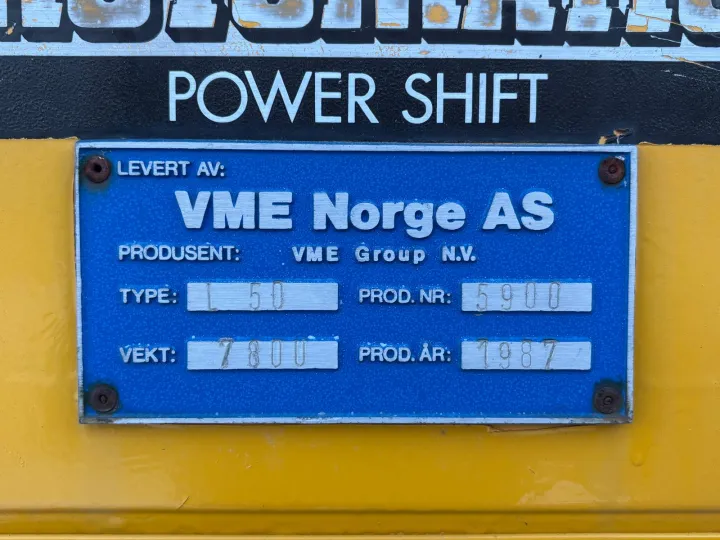 POWER SHIFT
LEVERT AV:
VME Norge AS
PRODUSENT: VME Group N.V.
TYPE: L 50 PROD. NR: 5900
VEKT: 7800 PROD. ÅR: 1987